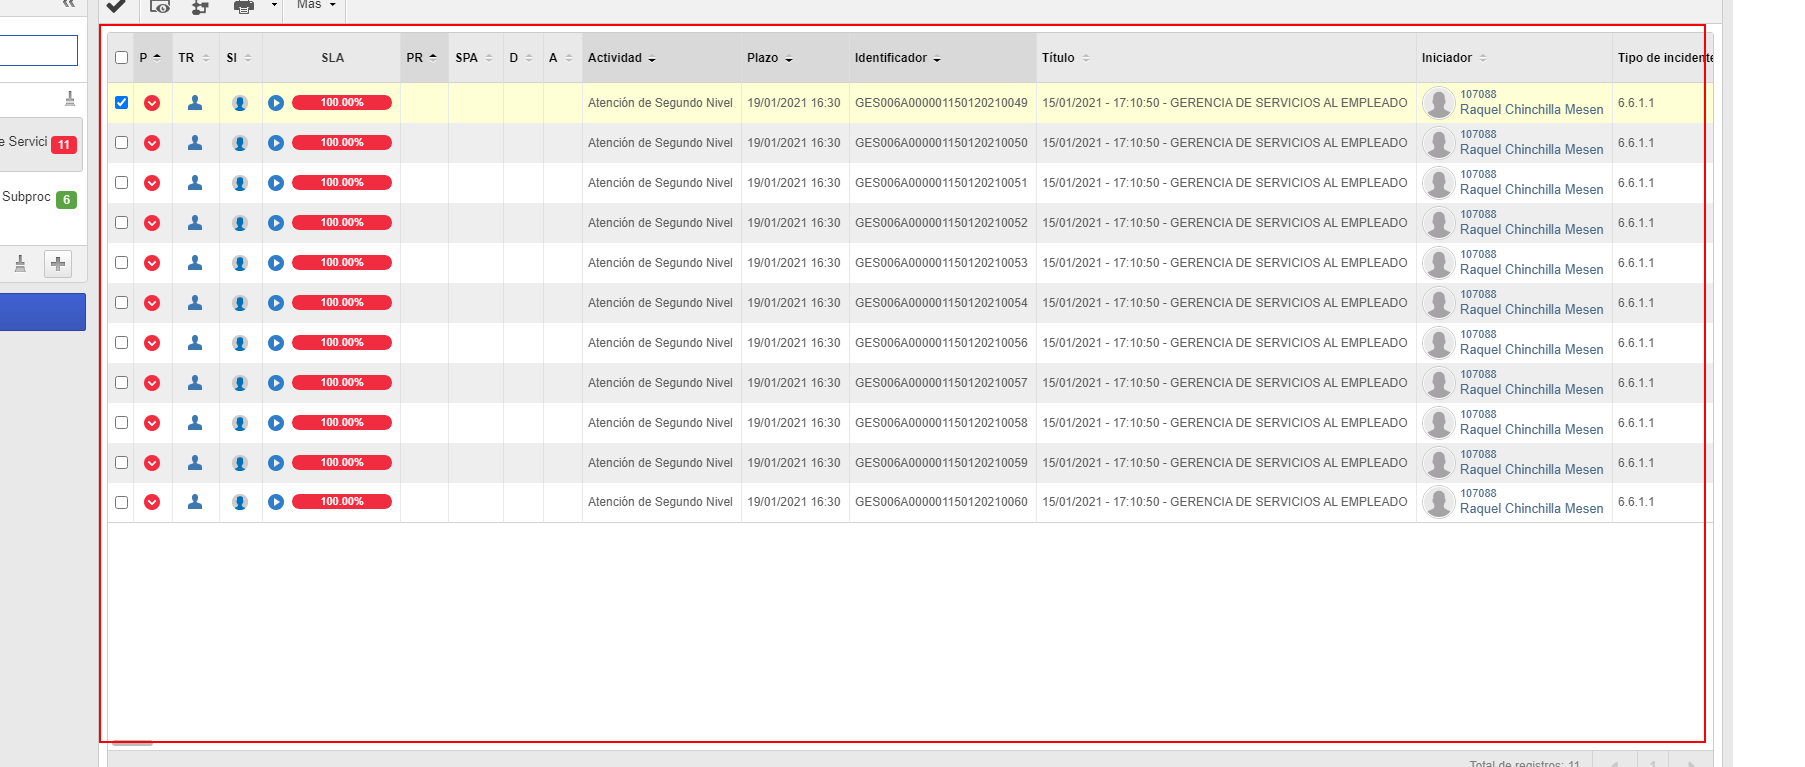 Más
P TR SI SLA PR SPA D A Actividad Plazo Identificador Título Iniciador Tipo de incidente
100.00% Atención de Segundo Nivel 19/01/2021 16:30 GES006A000001150120210049 15/01/2021 - 17:10:50 - GERENCIA DE SERVICIOS AL EMPLEADO 107088 Raquel Chinchilla Mesen 6.6.1.1
e Servici 11
100.00% Atención de Segundo Nivel 19/01/2021 16:30 GES006A000001150120210050 15/01/2021 - 17:10:50 - GERENCIA DE SERVICIOS AL EMPLEADO 107088 Raquel Chinchilla Mesen 6.6.1.1
100.00% Atención de Segundo Nivel 19/01/2021 16:30 GES006A000001150120210051 15/01/2021 - 17:10:50 - GERENCIA DE SERVICIOS AL EMPLEADO 107088 Raquel Chinchilla Mesen 6.6.1.1
Subproc 6
100.00% Atención de Segundo Nivel 19/01/2021 16:30 GES006A000001150120210052 15/01/2021 - 17:10:50 - GERENCIA DE SERVICIOS AL EMPLEADO 107088 Raquel Chinchilla Mesen 6.6.1.1
100.00% Atención de Segundo Nivel 19/01/2021 16:30 GES006A000001150120210053 15/01/2021 - 17:10:50 - GERENCIA DE SERVICIOS AL EMPLEADO 107088 Raquel Chinchilla Mesen 6.6.1.1
100.00% Atención de Segundo Nivel 19/01/2021 16:30 GES006A000001150120210054 15/01/2021 - 17:10:50 - GERENCIA DE SERVICIOS AL EMPLEADO 107088 Raquel Chinchilla Mesen 6.6.1.1
100.00% Atención de Segundo Nivel 19/01/2021 16:30 GES006A000001150120210056 15/01/2021 - 17:10:50 - GERENCIA DE SERVICIOS AL EMPLEADO 107088 Raquel Chinchilla Mesen 6.6.1.1
100.00% Atención de Segundo Nivel 19/01/2021 16:30 GES006A000001150120210057 15/01/2021 - 17:10:50 - GERENCIA DE SERVICIOS AL EMPLEADO 107088 Raquel Chinchilla Mesen 6.6.1.1
100.00% Atención de Segundo Nivel 19/01/2021 16:30 GES006A000001150120210058 15/01/2021 - 17:10:50 - GERENCIA DE SERVICIOS AL EMPLEADO 107088 Raquel Chinchilla Mesen 6.6.1.1
100.00% Atención de Segundo Nivel 19/01/2021 16:30 GES006A000001150120210059 15/01/2021 - 17:10:50 - GERENCIA DE SERVICIOS AL EMPLEADO 107088 Raquel Chinchilla Mesen 6.6.1.1
100.00% Atención de Segundo Nivel 19/01/2021 16:30 GES006A000001150120210060 15/01/2021 - 17:10:50 - GERENCIA DE SERVICIOS AL EMPLEADO 107088 Raquel Chinchilla Mesen 6.6.1.1
Total de registros: 11 1